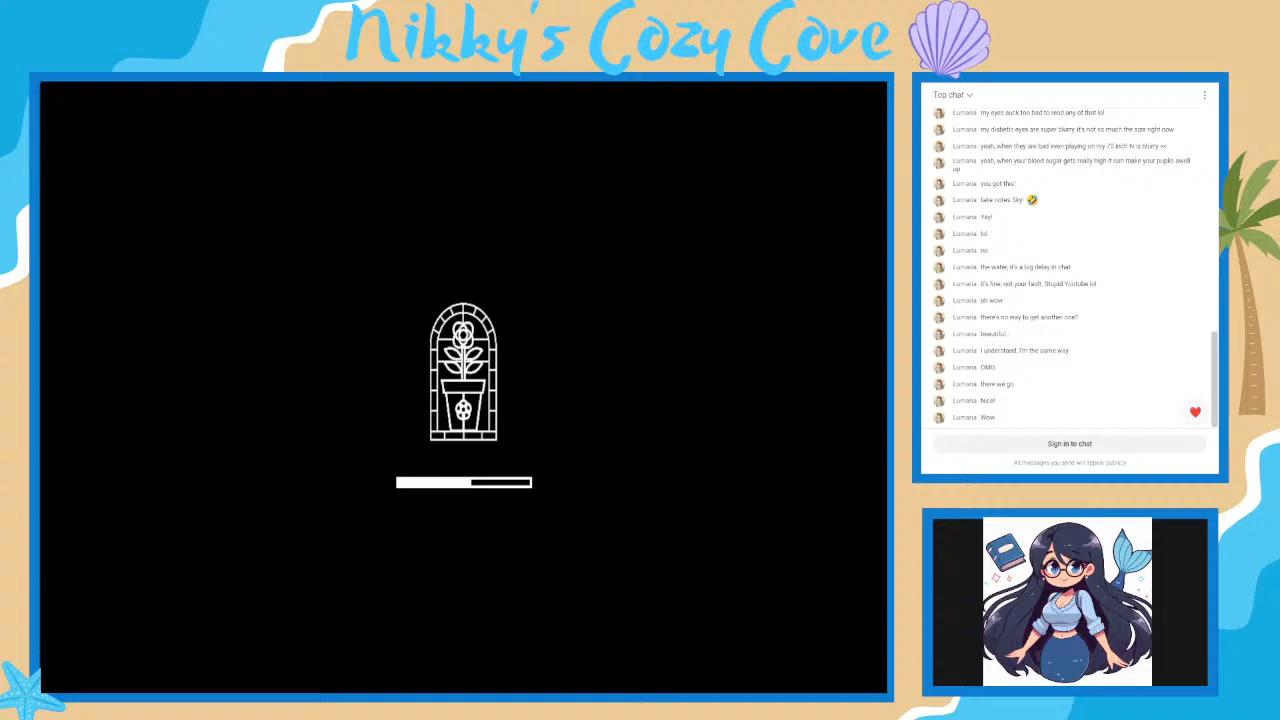 Nikky's Cozy Cove
Top chat
Lumaria my eyes suck too bad to read any of that lol
Lumaria my diabetic eyes are super blurry, it's not so much the size right now
Lumaria yeah, when they are bad even playing on my 70 inch tv is blurry ><
Lumaria yeah, when your blood sugar gets really high it can make your pupils swell
up
Lumaria you got this!
Lumaria take notes Sky! 🤣
Lumaria Yay!
Lumaria lol
Lumaria no
Lumaria the water, it's a big delay in chat
Lumaria it's fine, not your fault. Stupid Youtube lol
Lumaria oh wow
Lumaria there's no way to get another one?
Lumaria beautiful
Lumaria I understand, I'm the same way
Lumaria OMG
Lumaria there we go
Lumaria Nice!
Lumaria Wow
Sign in to chat
All messages you send will appear publicly